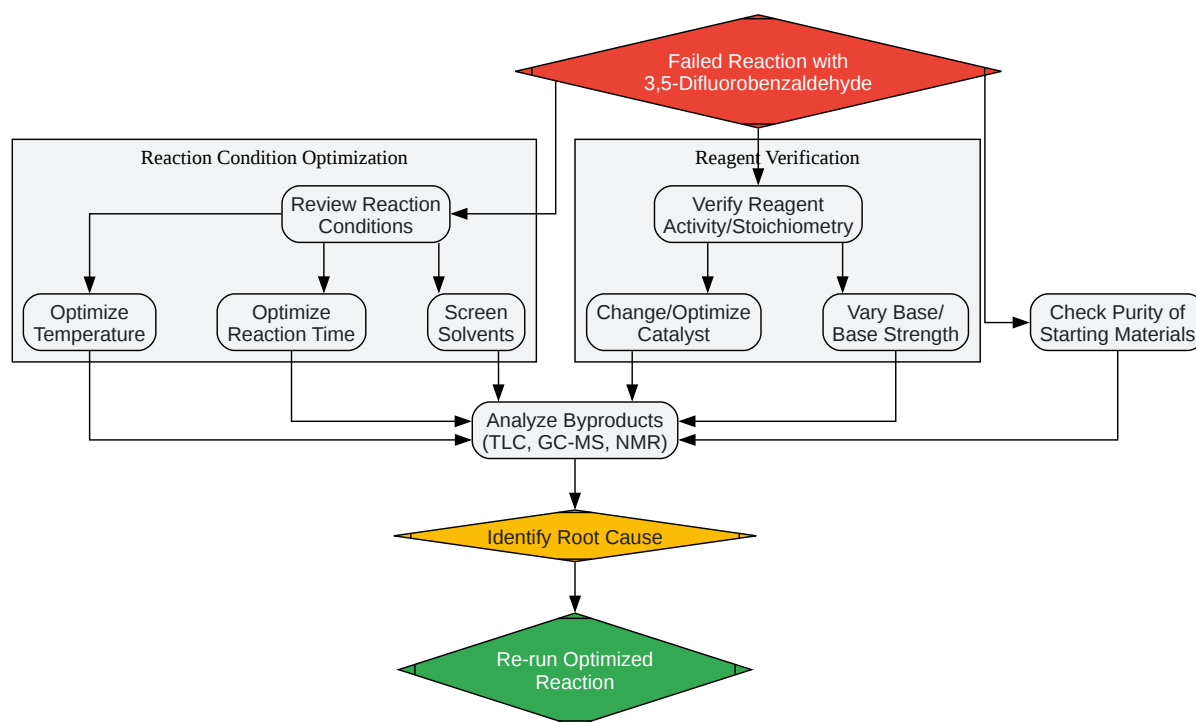 Failed Reaction with
3,5-Difluorobenzaldehyde
Reaction Condition Optimization
Reagent Verification
Review Reaction
Conditions
Verify Reagent
Activity/Stoichiometry
Optimize
Temperature
Optimize
Reaction Time
Screen
Solvents
Change/Optimize
Catalyst
Vary Base/
Base Strength
Check Purity of
Starting Materials
Analyze Byproducts
(TLC, GC-MS, NMR)
Identify Root Cause
Re-run Optimized
Reaction